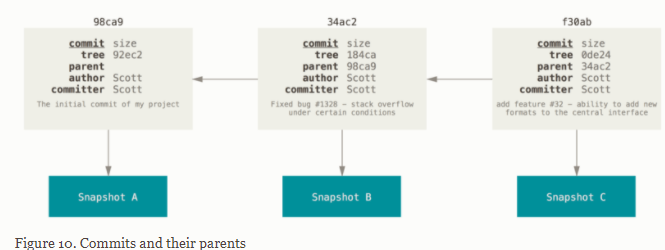 98ca9
commit size
tree 92ec2
parent
author Scott
committer Scott
The initial commit of my project
Snapshot A
34ac2
commit size
tree 184ca
parent 98ca9
author Scott
committer Scott
Fixed bug #1328 – stack overflow
under certain conditions
Snapshot B
f30ab
commit size
tree 0de24
parent 34ac2
author Scott
committer Scott
add feature #32 – ability to add new
formats to the central interface
Snapshot C
Figure 10. Commits and their parents